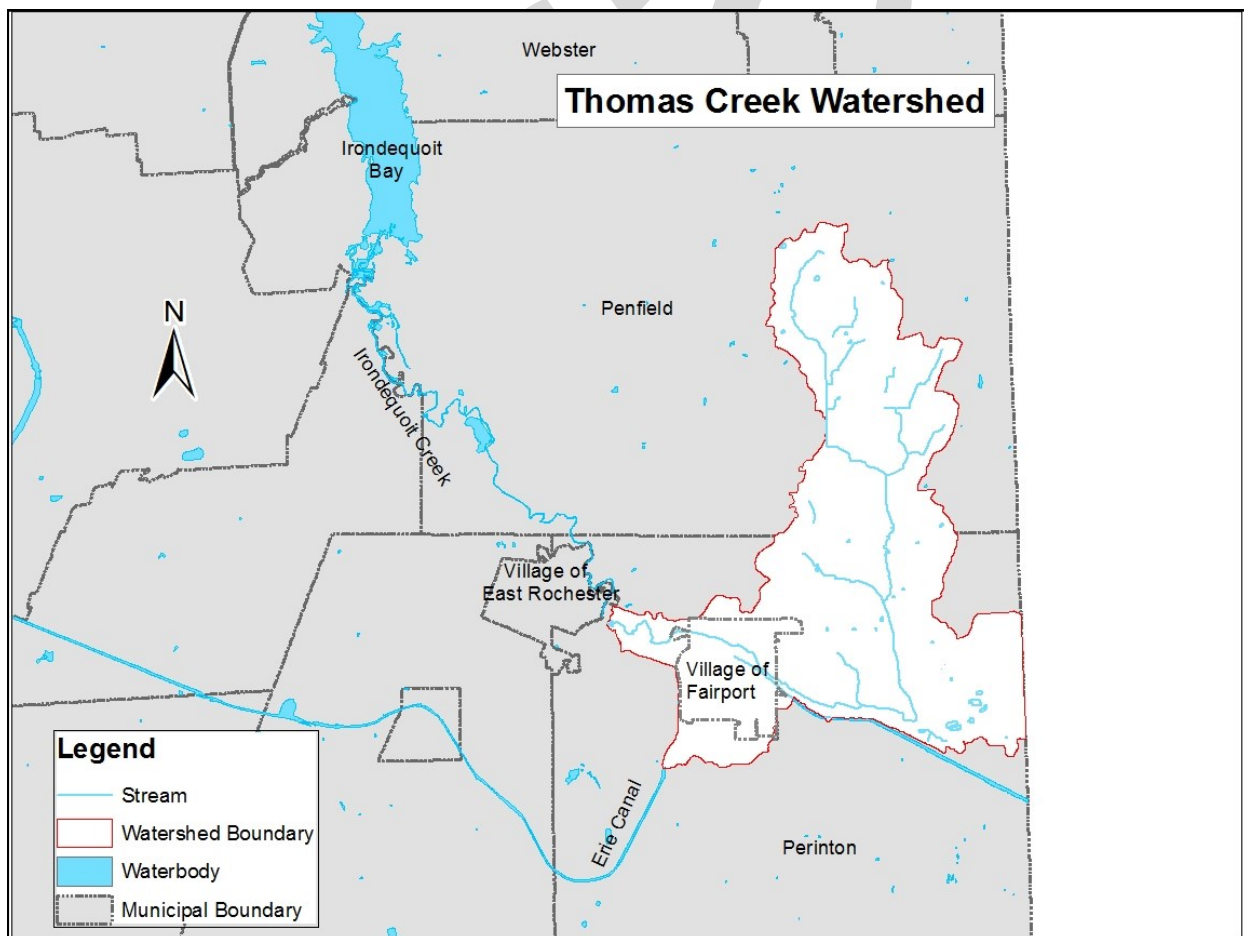 Webster
Thomas Creek Watershed
Irondequoit
Bay
Penfield
N
Irondequoit Creek
Village of
East Rochester
Village of
Fairport
Erie Canal
Perinton
Legend
Stream
Watershed Boundary
Waterbody
Municipal Boundary